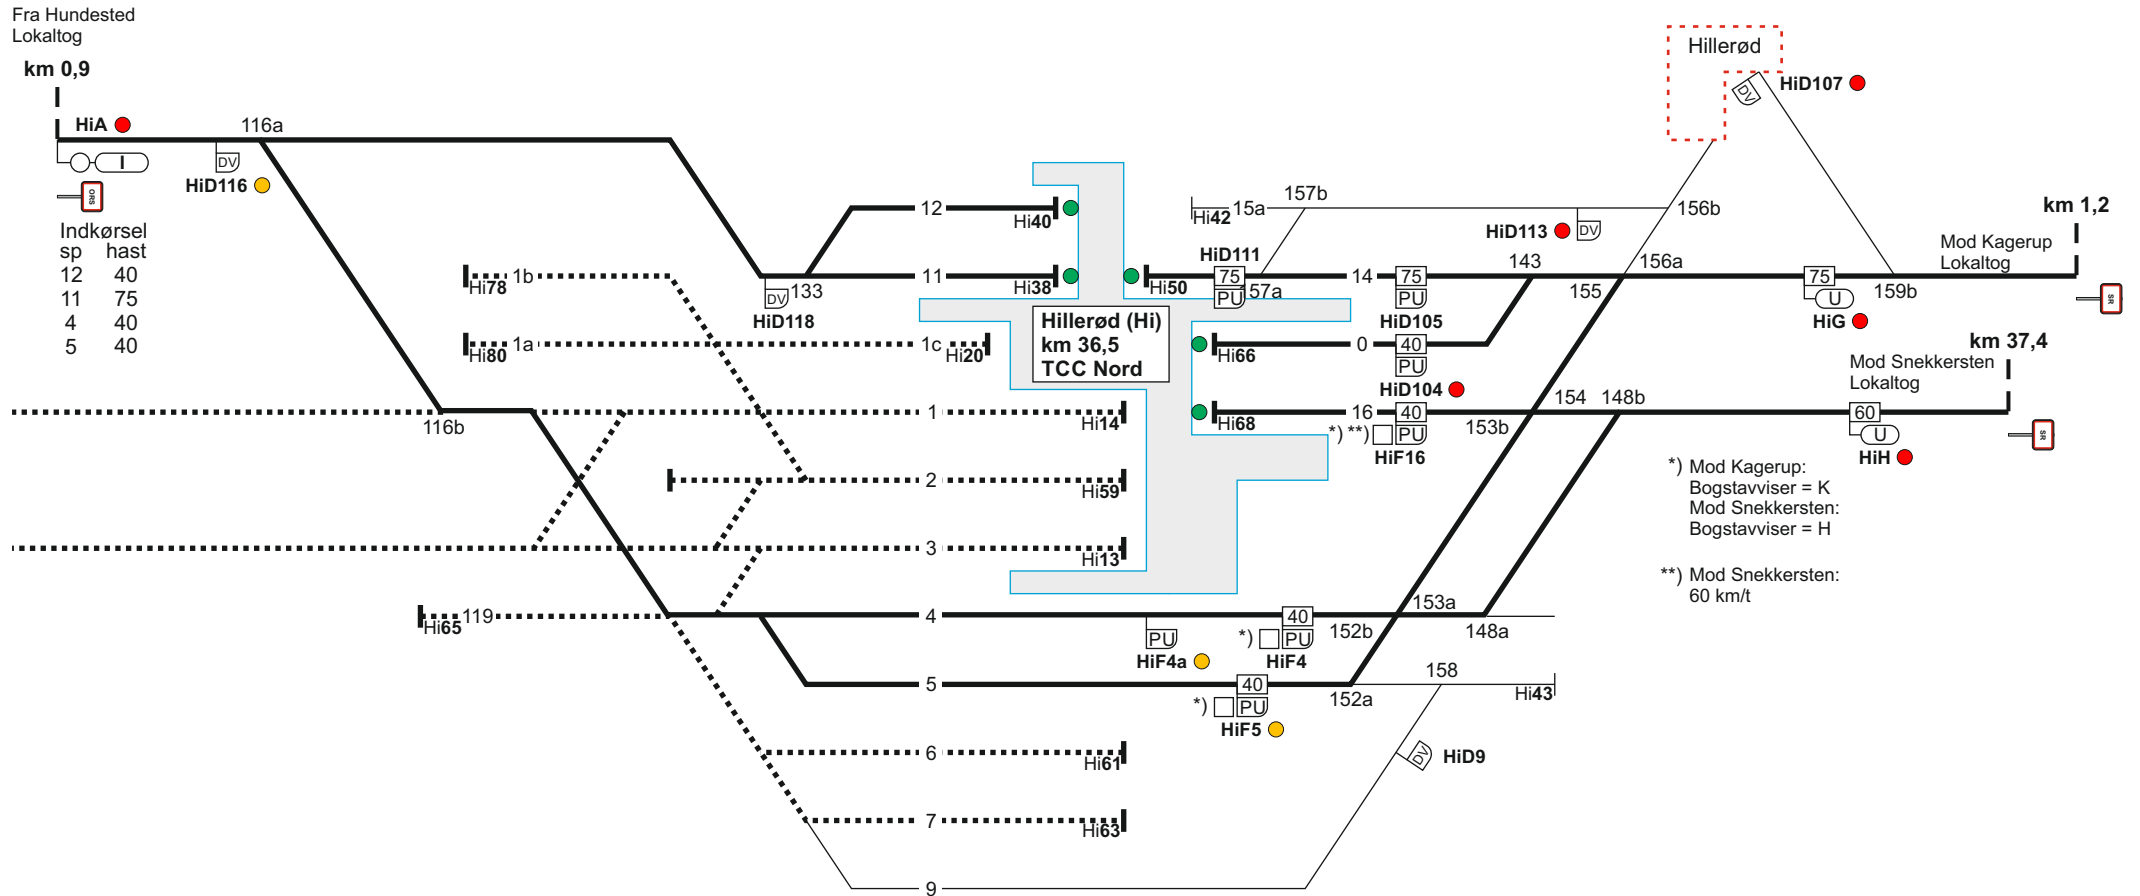 Fra Hundested
Lokaltog
km 0,9
HiA
116a
I
DV
HiD116
ORS
Indkørsel
sp hast
12 40
11 75
4 40
5 40
Hillerød
DV
HiD107
12
Hi40
Hi42
15a
157b
HiD113
DV
156b
km 1,2
Mod Kagerup
Lokaltog
Hi78
1b
DV
133
HiD118
11
Hi38
Hi50
HiD111
75
PU
57a
14
75
PU
HiD105
143
155
156a
75
U
HiG
159b
SR
Hi80
1a
1c
Hi20
Hillerød (Hi)
km 36,5
TCC Nord
Hi66
0
40
PU
HiD104
km 37,4
Mod Snekkersten
Lokaltog
116b
1
Hi14
Hi68
16
40
*) **)
PU
HiF16
153b
154
148b
60
U
HiH
SR
2
Hi59
*) Mod Kagerup:
Bogstavviser = K
Mod Snekkersten:
Bogstavviser = H
3
Hi13
**) Mod Snekkersten:
60 km/t
Hi65
119
4
PU
HiF4a
40
*)
PU
HiF4
152b
153a
148a
5
40
*)
PU
HiF5
152a
158
Hi43
6
Hi61
DV
HiD9
7
Hi63
9